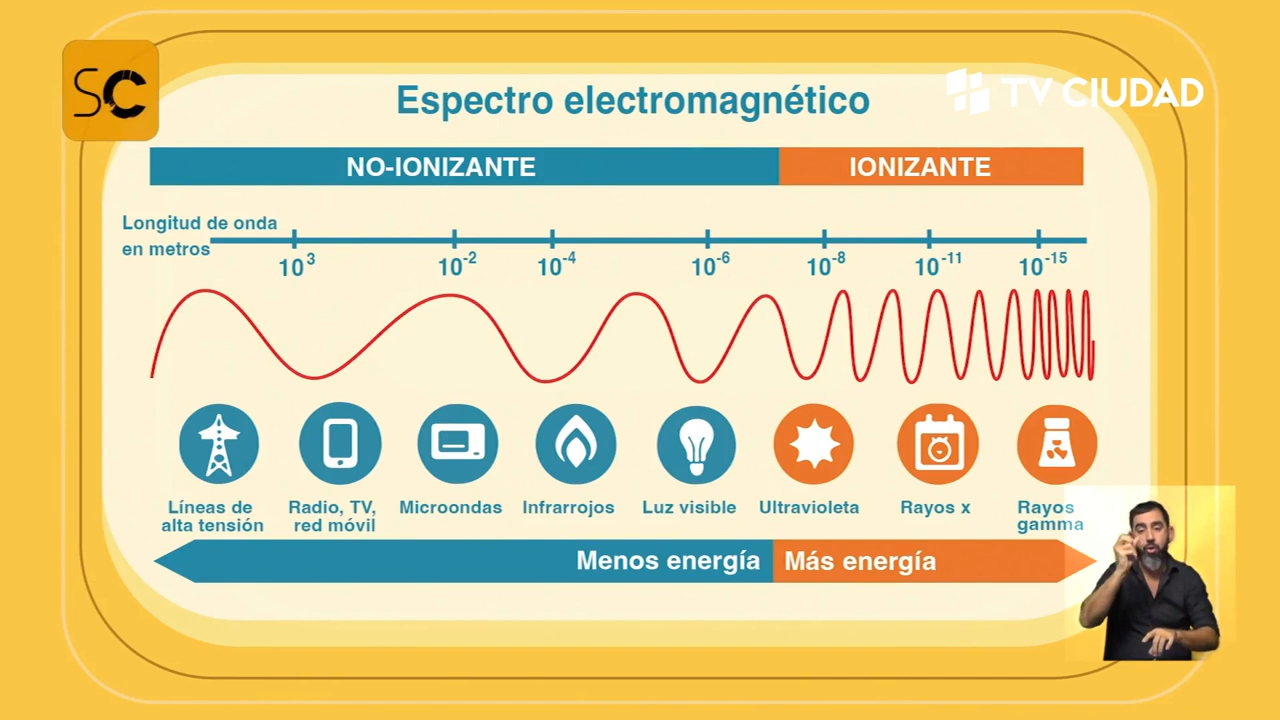 SC
TV CIUDAD
Espectro electromagnético
NO-IONIZANTE
IONIZANTE
Longitud de onda
en metros
10³
10⁻²
10⁻⁴
10⁻⁶
10⁻⁸
10⁻¹¹
10⁻¹⁵
Líneas de
alta tensión
Radio, TV,
red móvil
Microondas
Infrarrojos
Luz visible
Ultravioleta
Rayos x
Rayos
gamma
Menos energía
Más energía